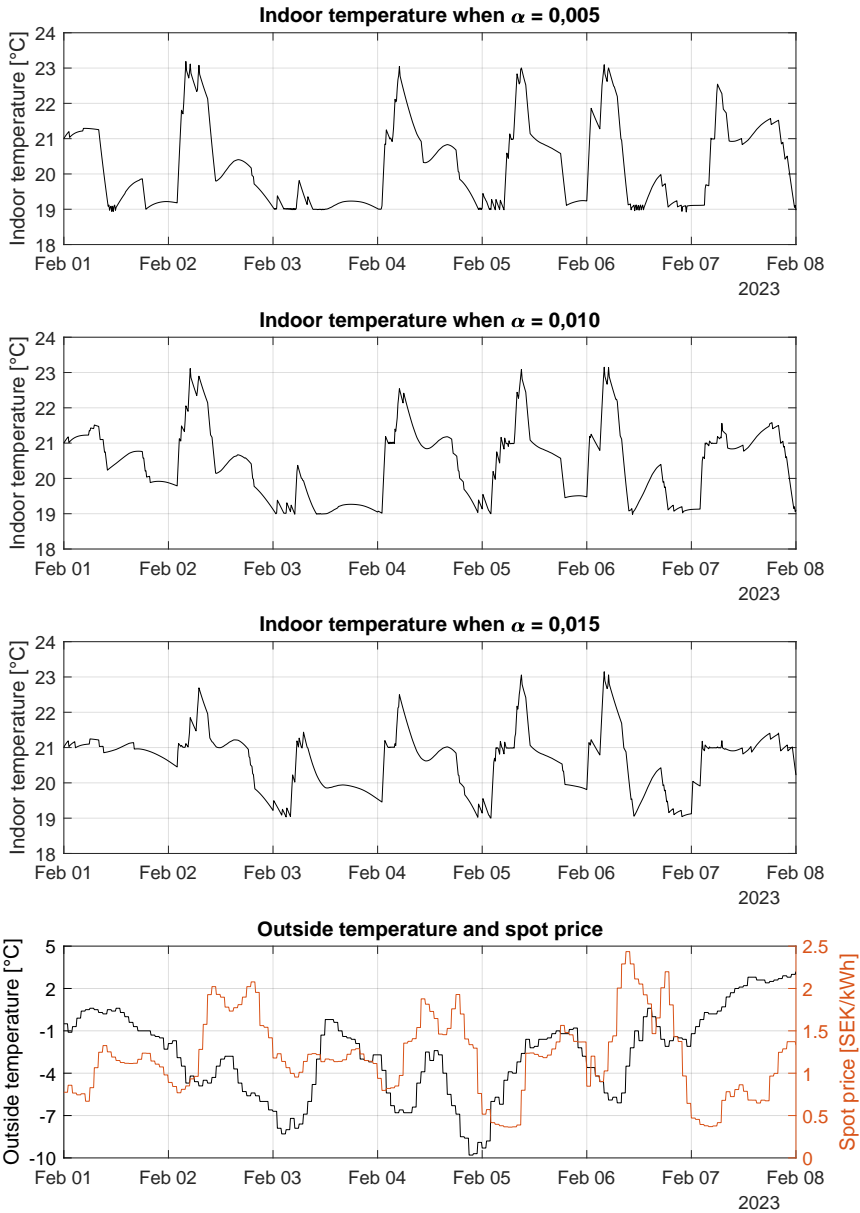 Indoor temperature when α = 0,005
Indoor temperature [°C]
24
23
22
21
20
19
18
Feb 01 Feb 02 Feb 03 Feb 04 Feb 05 Feb 06 Feb 07 Feb 08
2023
Indoor temperature when α = 0,010
Indoor temperature [°C]
24
23
22
21
20
19
18
Feb 01 Feb 02 Feb 03 Feb 04 Feb 05 Feb 06 Feb 07 Feb 08
2023
Indoor temperature when α = 0,015
Indoor temperature [°C]
24
23
22
21
20
19
18
Feb 01 Feb 02 Feb 03 Feb 04 Feb 05 Feb 06 Feb 07 Feb 08
2023
Outside temperature and spot price
Outside temperature [°C]
5
2
-1
-4
-7
-10
2.5
2
1.5
1
0.5
0
Spot price [SEK/kWh]
Feb 01 Feb 02 Feb 03 Feb 04 Feb 05 Feb 06 Feb 07 Feb 08
2023